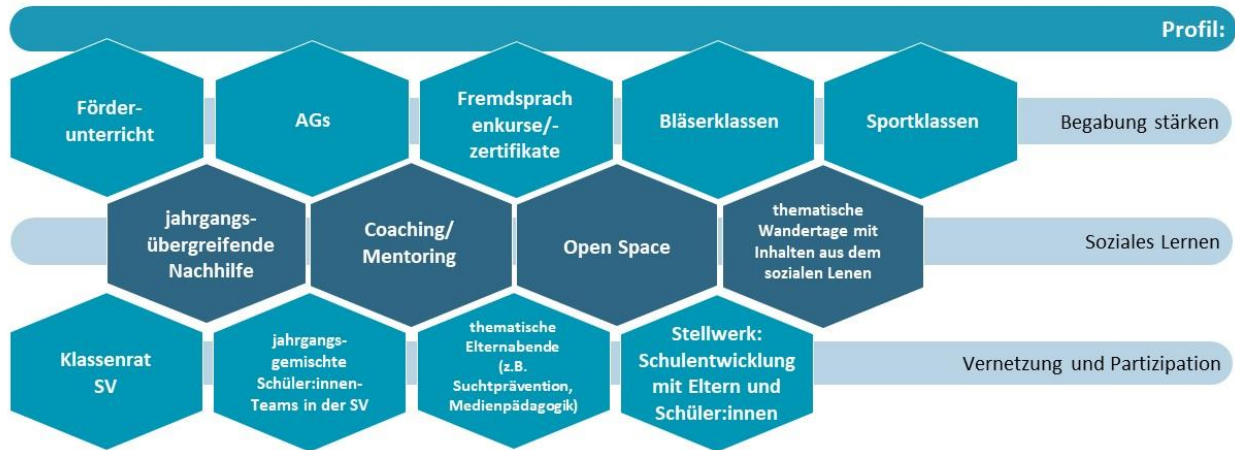 Profil:
Förder-
unterricht
AGs
Fremdsprach
enkurse/-
zertifikate
Bläserklassen
Sportklassen
Begabung stärken
jahrgangs-
übergreifende
Nachhilfe
Coaching/
Mentoring
Open Space
thematische
Wandertage mit
Inhalten aus dem
sozialen Lenen
Soziales Lernen
Klassenrat
SV
jahrgangs-
gemischte
Schüler:innen-
Teams in der SV
thematische
Elternabende
(z.B.
Suchtprävention,
Medienpädagogik)
Stellwerk:
Schulentwicklung
mit Eltern und
Schüler:innen
Vernetzung und Partizipation